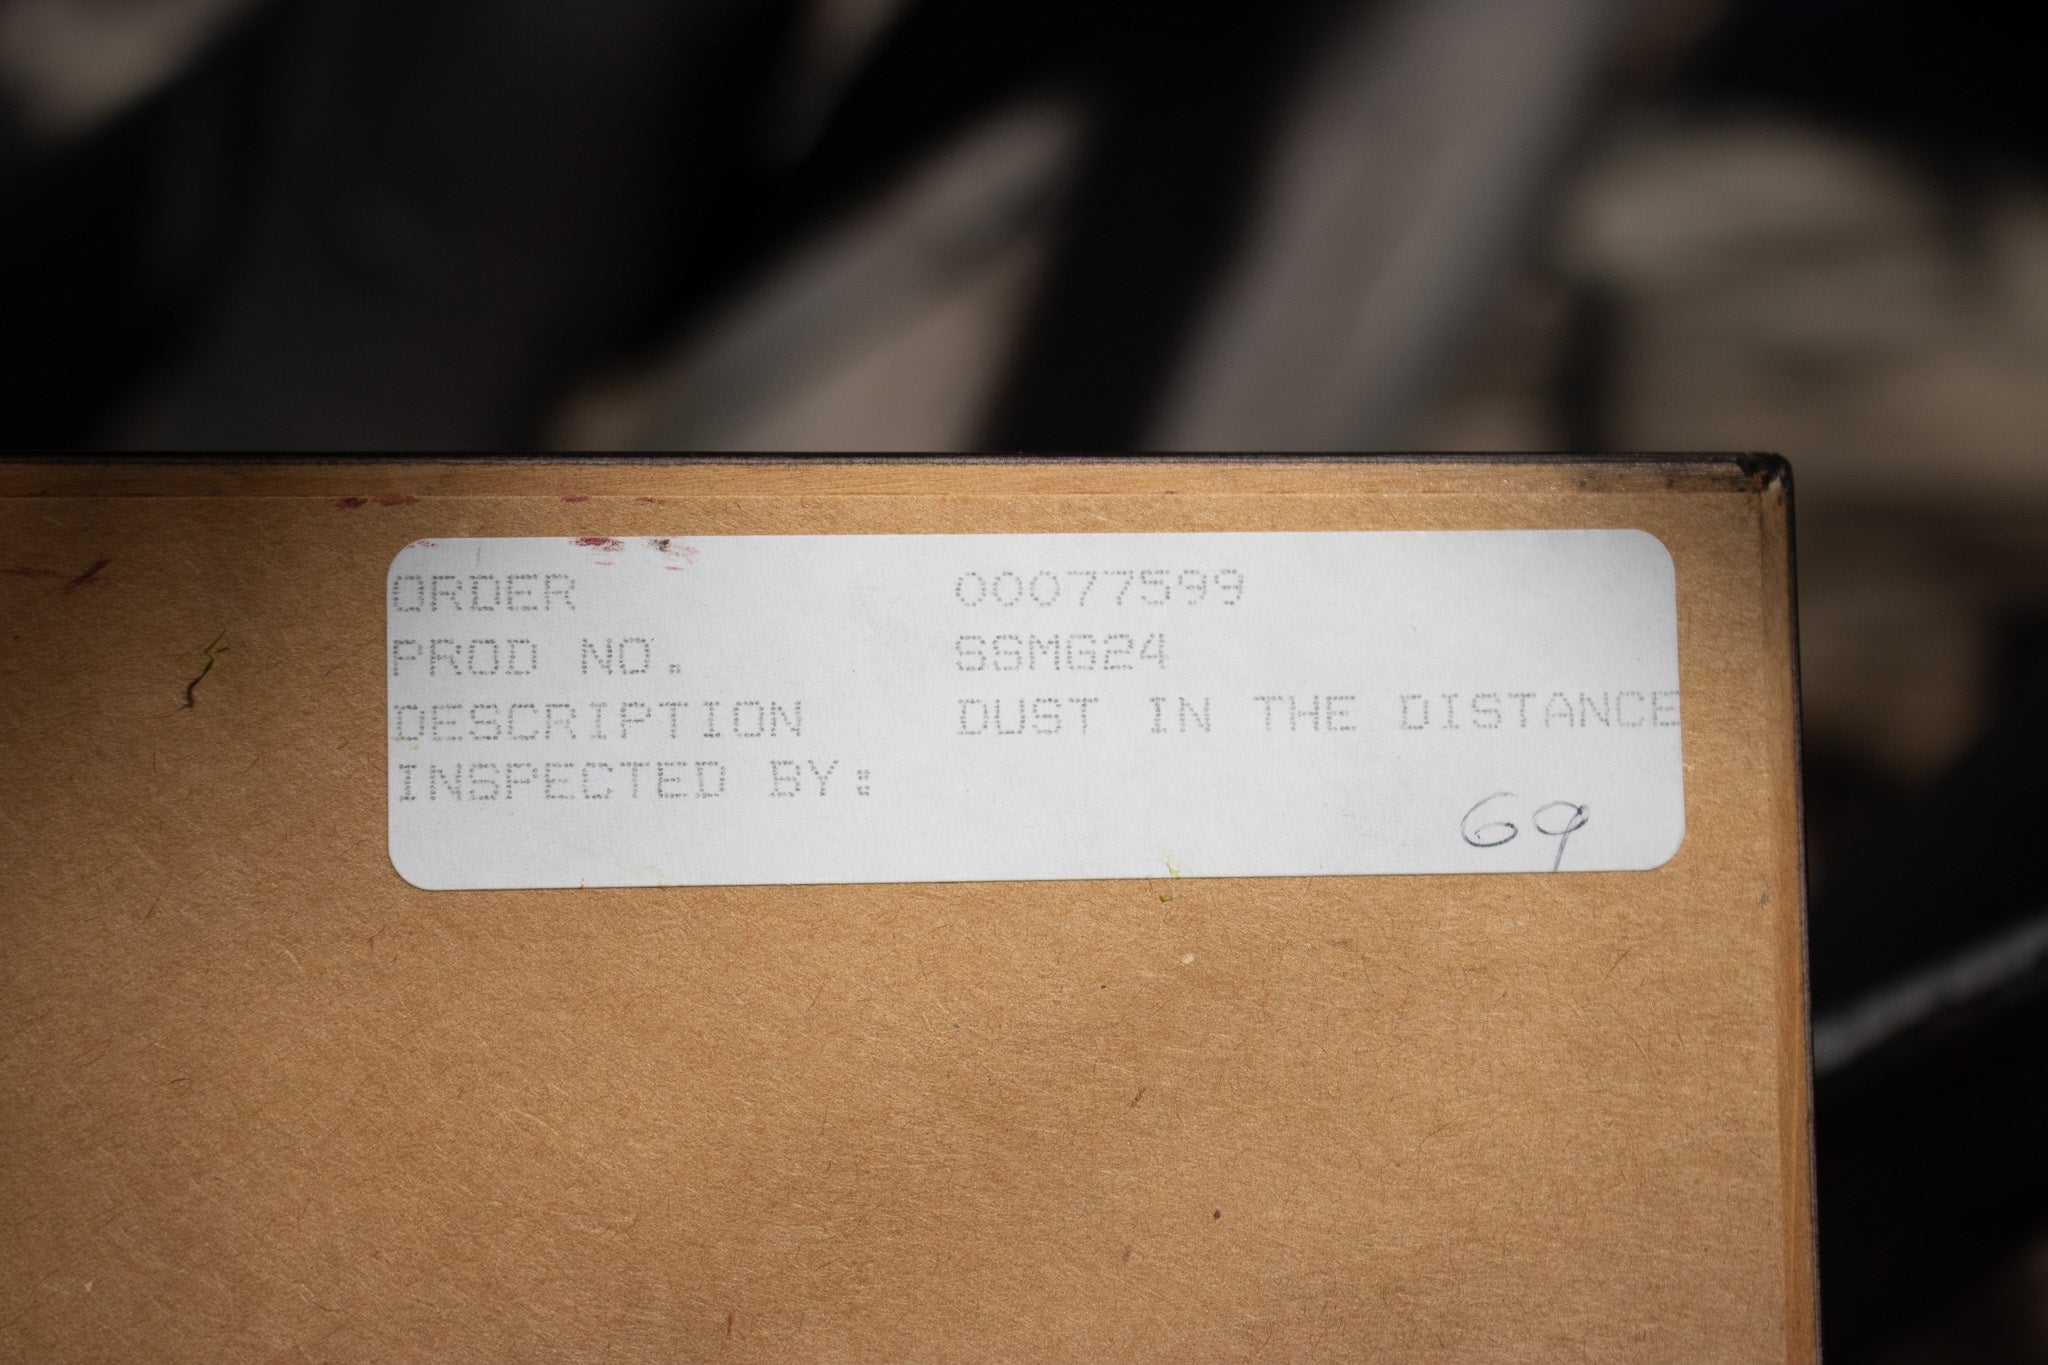 ORDER 00077599
PROD NO. SSMG24
DESCRIPTION DUST IN THE DISTANCE
INSPECTED BY:
69